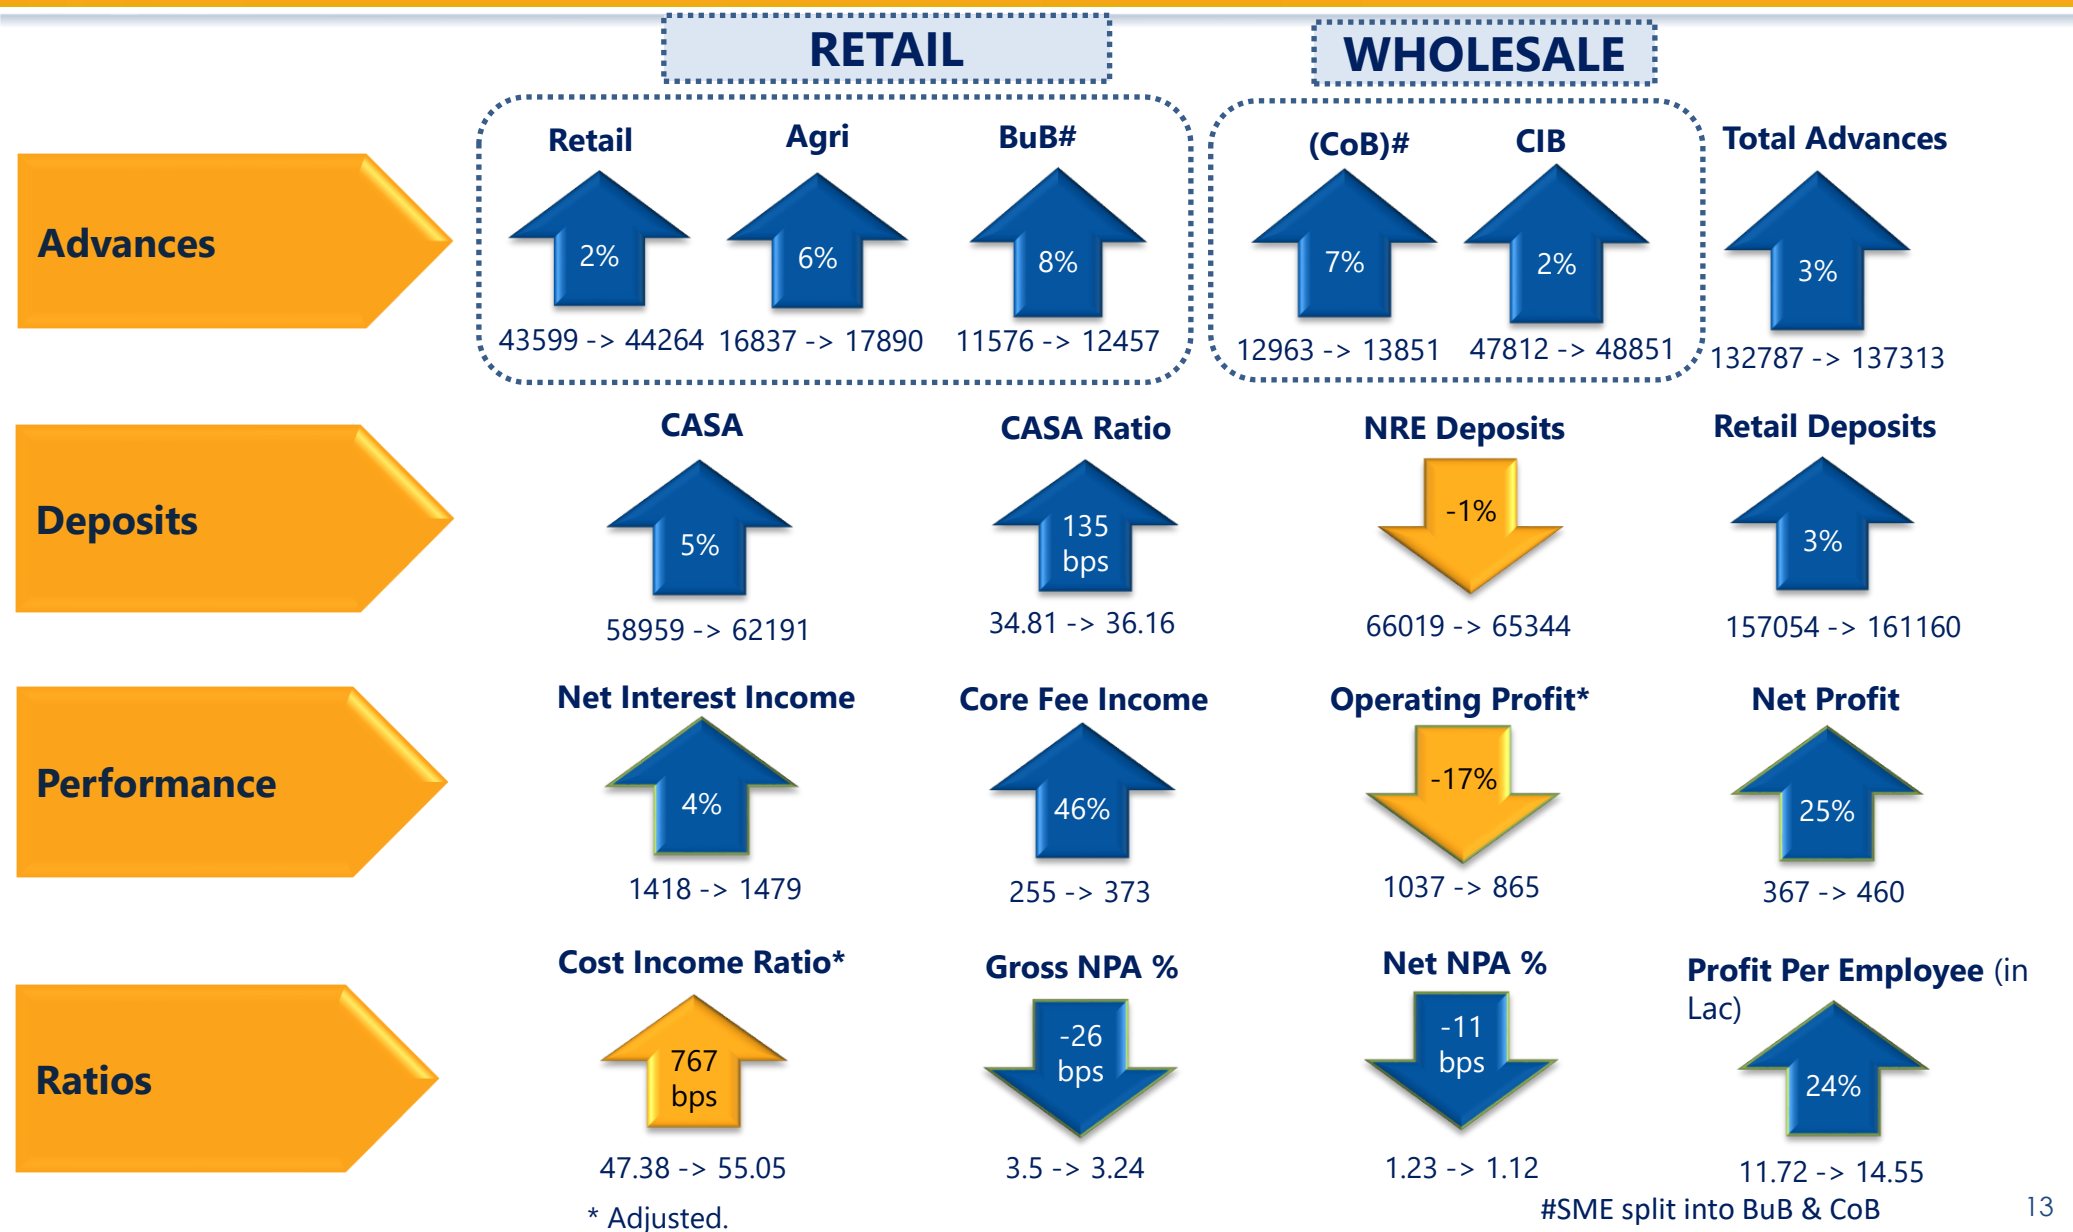 RETAIL
WHOLESALE
Advances
Retail
Agri
BuB#
(CoB)#
CIB
Total Advances
2%
6%
8%
7%
2%
3%
43599 -> 44264
16837 -> 17890
11576 -> 12457
12963 -> 13851
47812 -> 48851
132787 -> 137313
Deposits
CASA
CASA Ratio
NRE Deposits
Retail Deposits
5%
135
bps
-1%
3%
58959 -> 62191
34.81 -> 36.16
66019 -> 65344
157054 -> 161160
Performance
Net Interest Income
Core Fee Income
Operating Profit*
Net Profit
4%
46%
-17%
25%
1418 -> 1479
255 -> 373
1037 -> 865
367 -> 460
Ratios
Cost Income Ratio*
Gross NPA %
Net NPA %
Profit Per Employee (in
Lac)
767
bps
-26
bps
-11
bps
24%
47.38 -> 55.05
3.5 -> 3.24
1.23 -> 1.12
11.72 -> 14.55
* Adjusted.
#SME split into BuB & CoB
13